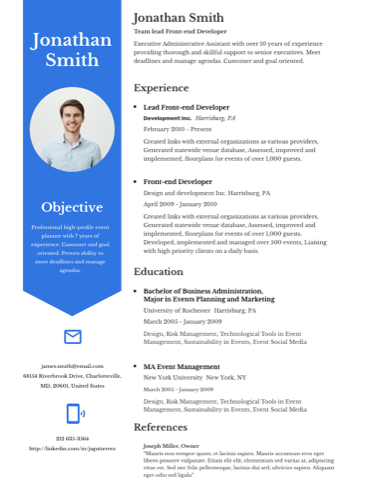 Jonathan
Smith
Objective
Professional high-profile event
planner with 7 years of
experience. Customer and goal
oriented. Proven ability to
meet deadlines and manage
agendas.
james.smith@email.com
68154 Riverbrook Drive, Charlotteville,
MD, 20601, United States
212 635-3564
http://linkedin.com/in/jagutierrez
Jonathan Smith
Team lead Front-end Developer
Executive Administrative Assistant with over 10 years of experience
providing thorough and skillful support to senior executives. Meet
deadlines and manage agendas. Customer and goal oriented.
Experience
Lead Front-end Developer
Development Inc. Harisburg, PA
February 2010 - Present
Created links with external organizations as various providers,
Generated statewide venue database, Assessed, improved and
implemented, floorplans for events of over 1,000 guests.
Front-end Developer
Design and development Inc. Harrisburg, PA
April 2009 - January 2010
Created links with external organizations as various providers,
Generated statewide venue database, Assessed, improved and
implemented, floorplans for events of over 1,000 guests.
Developed, implemented and managed over 500 events, Liaising
with high priority clients on a daily basis.
Education
Bachelor of Business Administration,
Major in Events Planning and Marketing
University of Rochester Harrisburg, PA
March 2005 - January 2009
Design, Risk Management, Technological Tools in Event
Management, Sustainability in Events, Event Social Media
MA Event Management
New York University New York, NY
March 2005 - January 2009
Design, Risk Management, Technological Tools in Event
Management, Sustainability in Events, Event Social Media
References
Joseph Miller, Owner
"Mauris non tempor quam, et lacinia sapien. Mauris accumsan eros eget
libero posuere vulputate. Etiam elit elit, elementum sed varius at, adipiscing
vitae est. Sed nec felis pellentesque, lacinia dui sed, ultricies sapien. Aliquam
eget odio sed ligula"